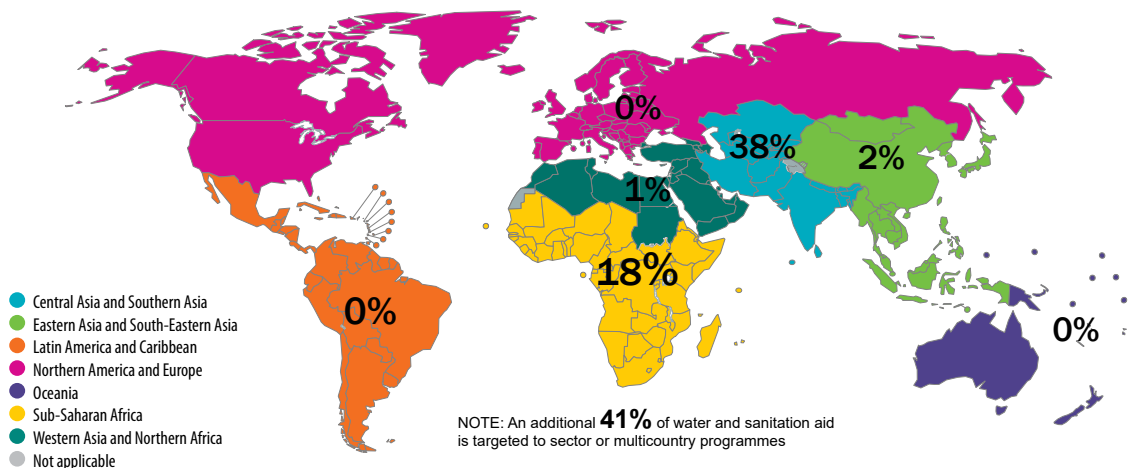 0%
38%
2%
1%
18%
0%
0%
Central Asia and Southern Asia
Eastern Asia and South-Eastern Asia
Latin America and Caribbean
Northern America and Europe
Oceania
Sub-Saharan Africa
Western Asia and Northern Africa
Not applicable
NOTE: An additional 41% of water and sanitation aid
is targeted to sector or multicountry programmes